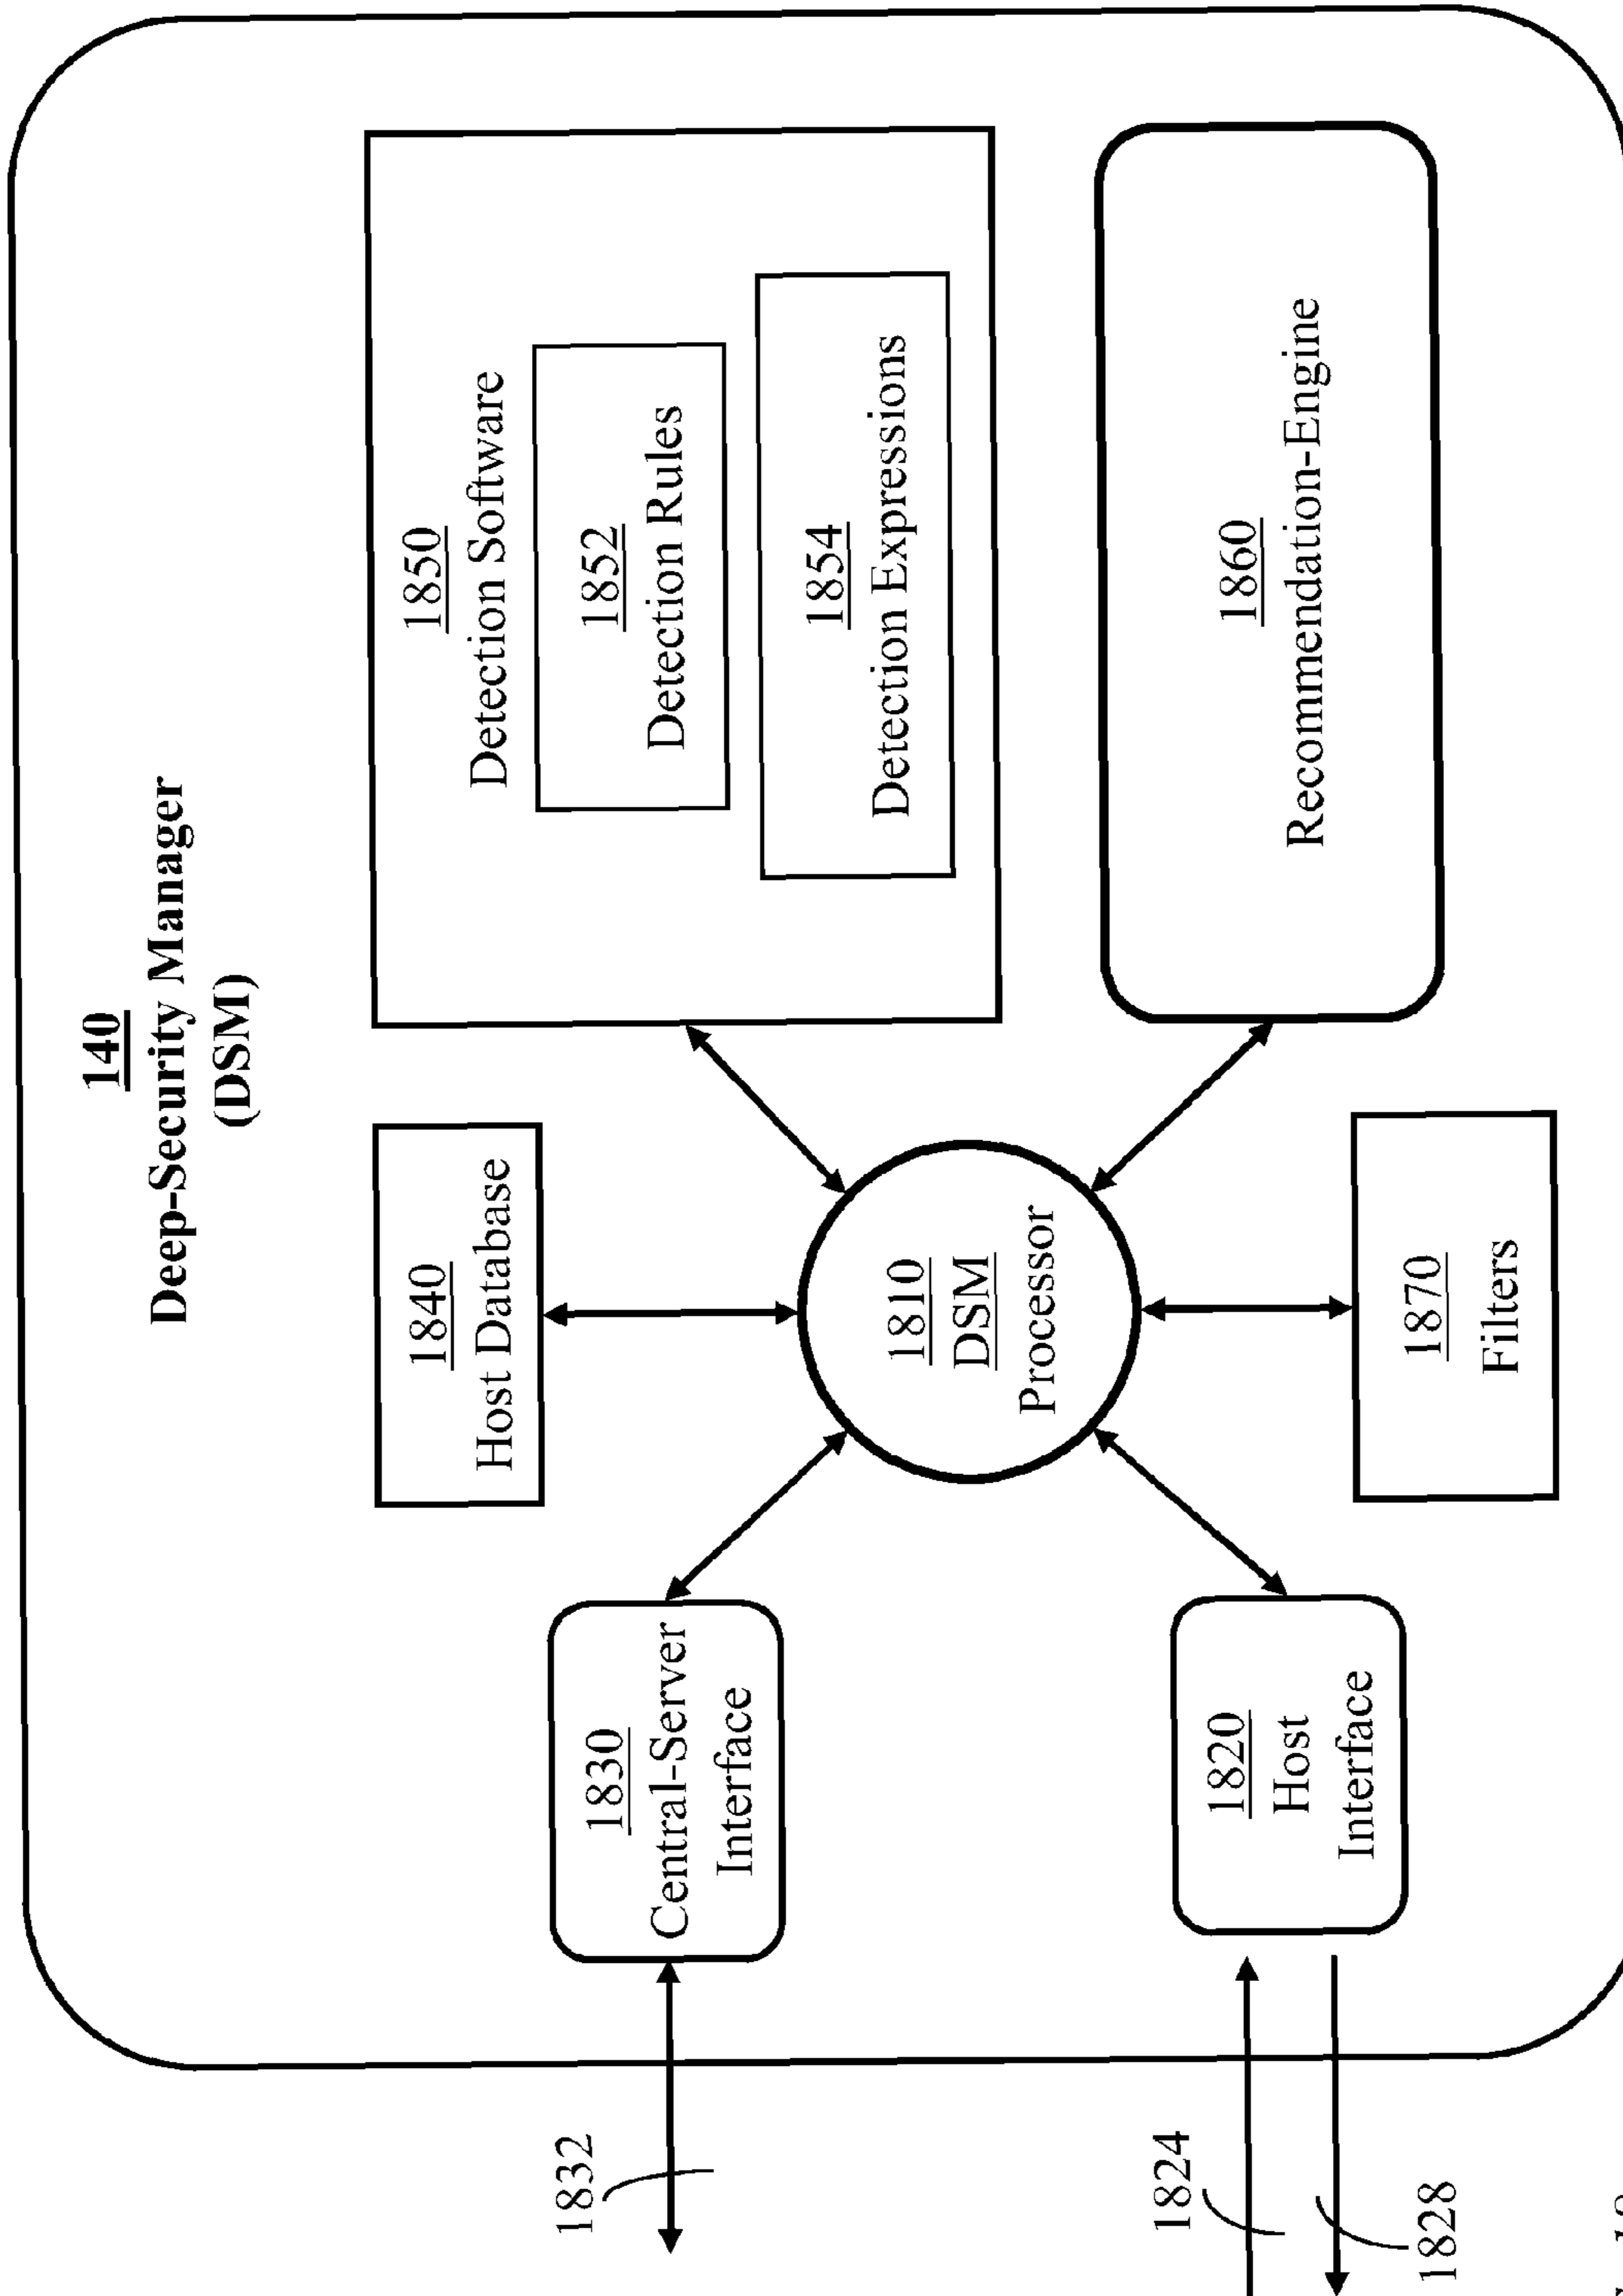 140
Deep-Security Manager
(DSM)
1830
Central-Server
Interface
1832
1840
Host Database
1850
Detection Software
1852
Detection Rules
1854
Detection Expressions
1810
DSM
Processor
1820
Host
Interface
1824
1828
1870
Filters
1860
Recommendation-Engine